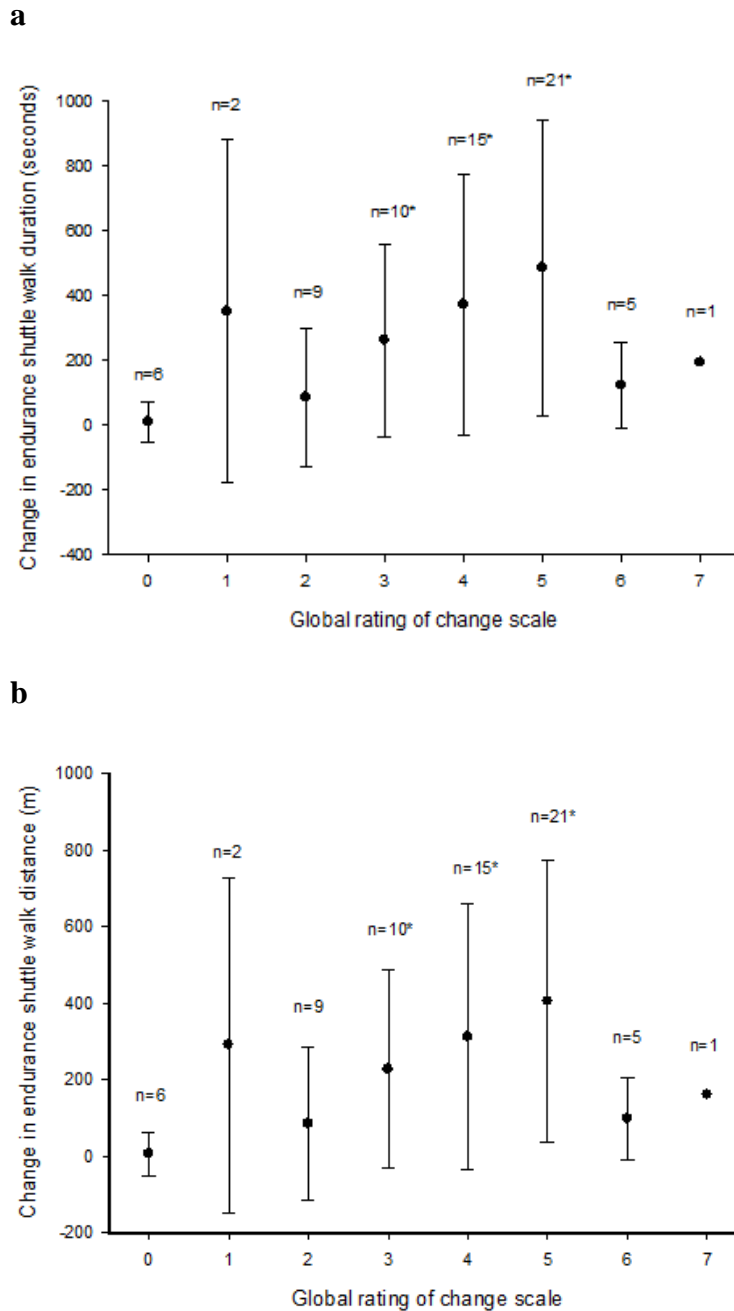 a
Change in endurance shuttle walk duration (seconds)
1000
800
600
400
200
0
-200
-400
n=6
n=2
n=9
n=10*
n=15*
n=21*
n=5
n=1
0 1 2 3 4 5 6 7
Global rating of change scale
b
Change in endurance shuttle walk distance (m)
1000
800
600
400
200
0
-200
n=6
n=2
n=9
n=10*
n=15*
n=21*
n=5
n=1
0 1 2 3 4 5 6 7
Global rating of change scale